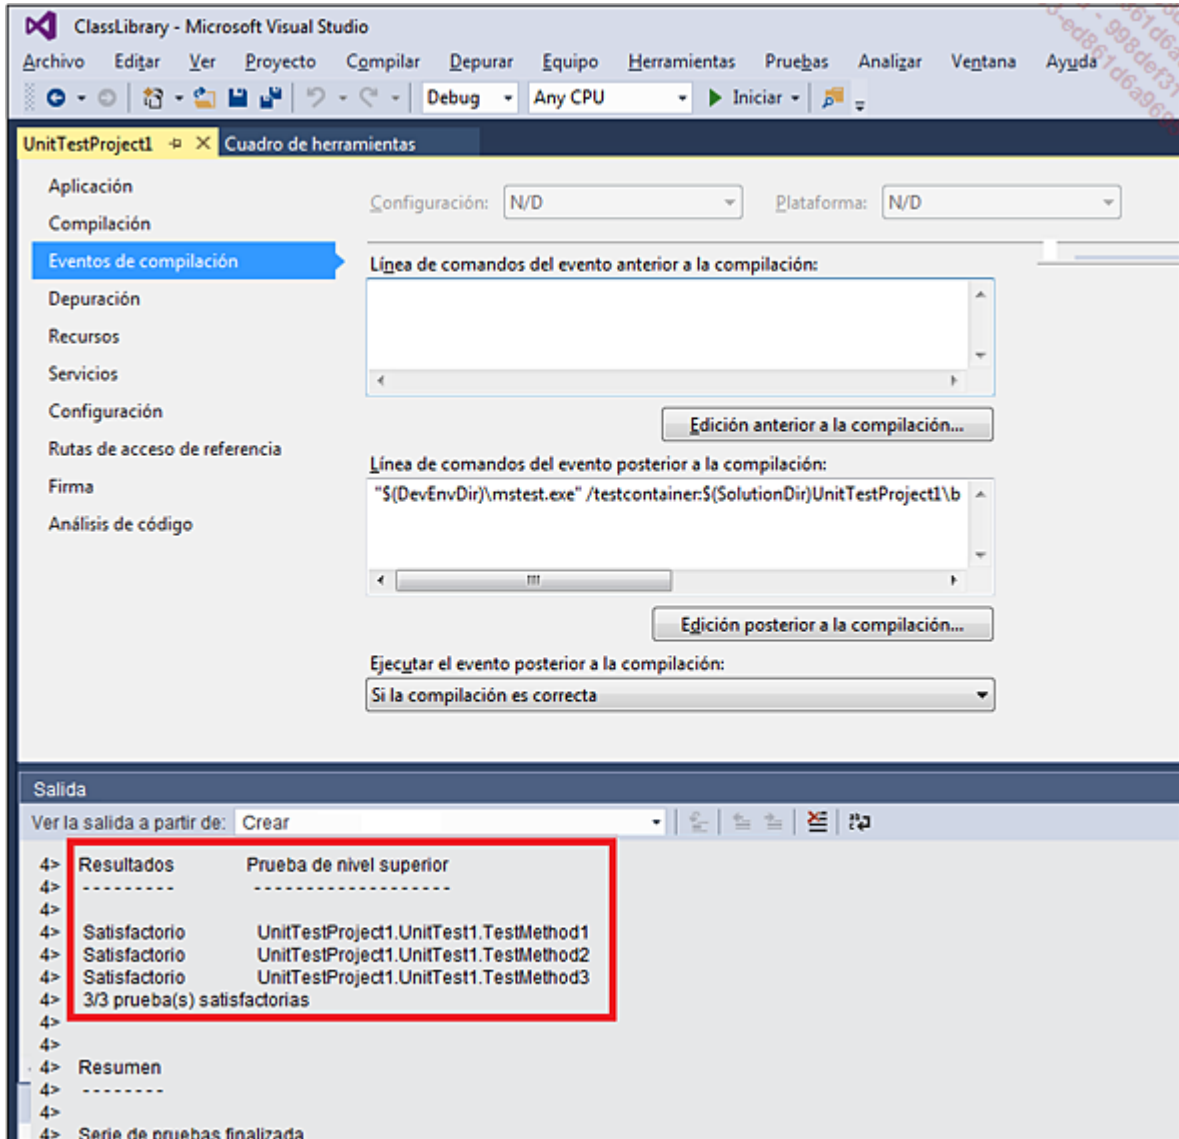 ClassLibrary - Microsoft Visual Studio
Archivo Editar Ver Proyecto Compilar Depurar Equipo Herramientas Pruebas Analizar Ventana Ayuda
Debug Any CPU Iniciar
UnitTestProject1 Cuadro de herramientas
Aplicación
Compilación
Eventos de compilación
Depuración
Recursos
Servicios
Configuración
Rutas de acceso de referencia
Firma
Análisis de código
Configuración: N/D Plataforma: N/D
Línea de comandos del evento anterior a la compilación:
Edición anterior a la compilación...
Línea de comandos del evento posterior a la compilación:
"$(DevEnvDir)\mstest.exe" /testcontainer:$(SolutionDir)UnitTestProject1\b
Edición posterior a la compilación...
Ejecutar el evento posterior a la compilación:
Si la compilación es correcta
Salida
Ver la salida a partir de: Crear
4> Resultados Prueba de nivel superior
4> --------- -------------------
4>
4> Satisfactorio UnitTestProject1.UnitTest1.TestMethod1
4> Satisfactorio UnitTestProject1.UnitTest1.TestMethod2
4> Satisfactorio UnitTestProject1.UnitTest1.TestMethod3
4> 3/3 prueba(s) satisfactorias
4>
4>
4> Resumen
4> --------
4>
4> Serie de pruebas finalizada